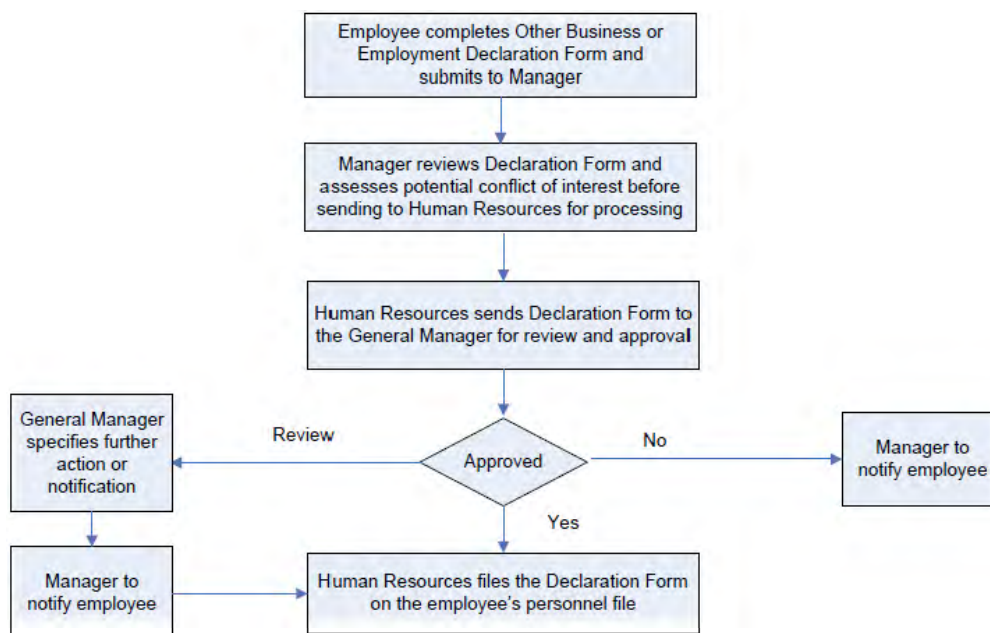 Employee completes Other Business or
Employment Declaration Form and
submits to Manager
Manager reviews Declaration Form and
assesses potential conflict of interest before
sending to Human Resources for processing
Human Resources sends Declaration Form to
the General Manager for review and approval
General Manager
specifies further
action or
notification
Review
Approved
No
Manager to
notify employee
Yes
Manager to
notify employee
Human Resources files the Declaration Form
on the employee's personnel file